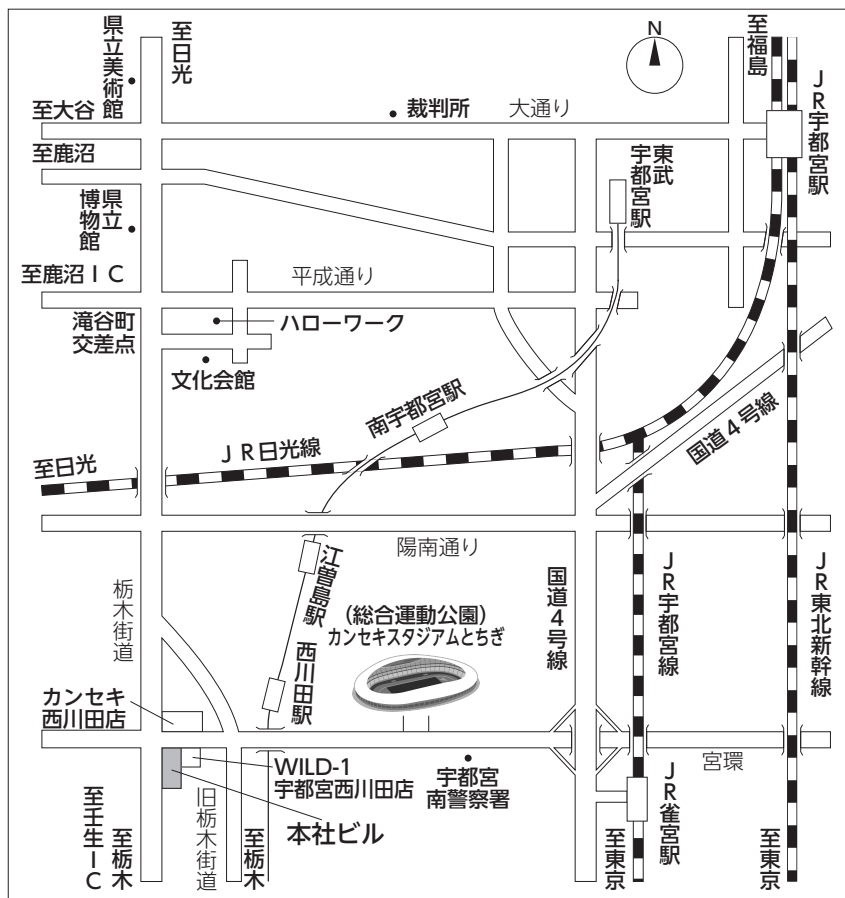 至日光
県立美術館
至福島
N
JR宇都宮駅
至大谷
裁判所
大通り
至鹿沼
東武
宇都宮駅
県立
博物館
至鹿沼IC
平成通り
滝谷町
交差点
ハローワーク
文化会館
南宇都宮駅
国道4号線
至日光
JR日光線
陽南通り
栃木街道
江曽島駅
(総合運動公園)
カンセキスタジアムとちぎ
国道4号線
JR宇都宮線
JR東北新幹線
西川田駅
カンセキ
西川田店
WILD-1
宇都宮西川田店
宇都宮
南警察署
宮環
本社ビル
JR雀宮駅
至壬生IC
至栃木
旧栃木街道
至栃木
至東京
至東京